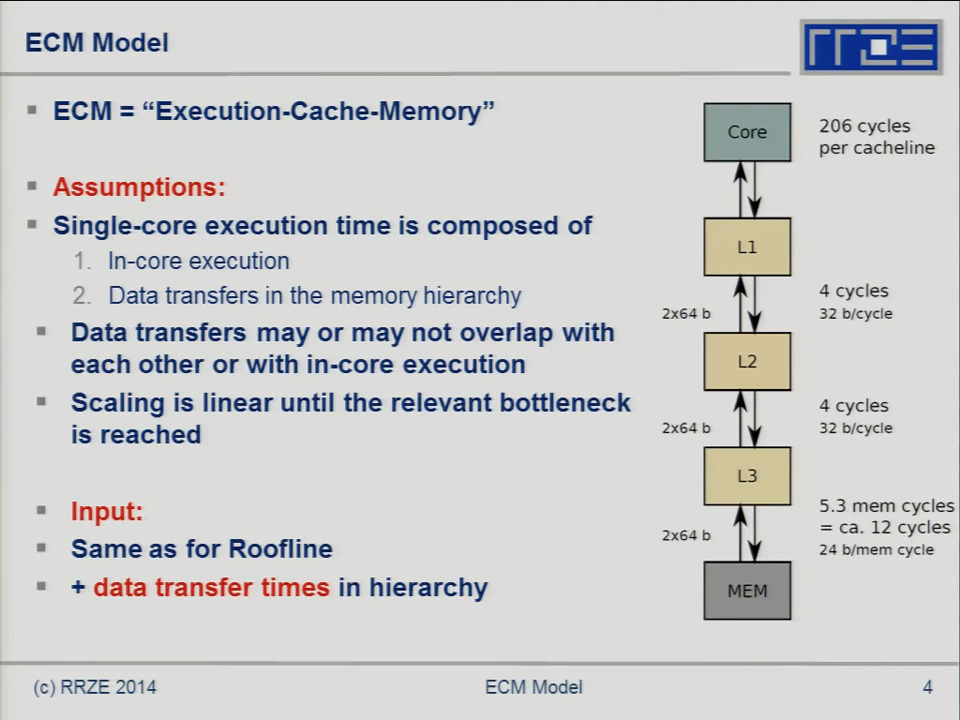 ECM Model
RRZE
ECM = “Execution-Cache-Memory”
Assumptions:
Single-core execution time is composed of
1. In-core execution
2. Data transfers in the memory hierarchy
Data transfers may or may not overlap with
each other or with in-core execution
Scaling is linear until the relevant bottleneck
is reached
Input:
Same as for Roofline
+ data transfer times in hierarchy
Core
206 cycles
per cacheline
L1
2x64 b
4 cycles
32 b/cycle
L2
2x64 b
4 cycles
32 b/cycle
L3
2x64 b
5.3 mem cycles
= ca. 12 cycles
24 b/mem cycle
MEM
(c) RRZE 2014
ECM Model
4